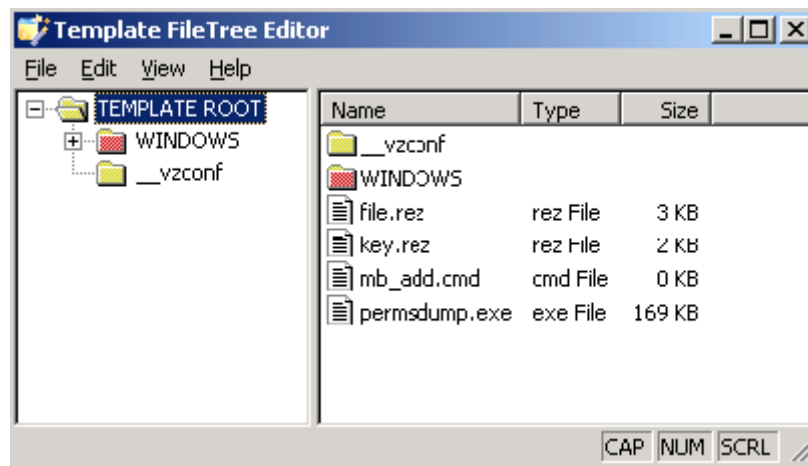 Template FileTree Editor
File Edit View Help
TEMPLATE ROOT
WINDOWS
__vzconf
Name Type Size
__vzconf
WINDOWS
file.rez rez File 3 KB
key.rez rez File 2 KB
mb_add.cmd cmd File 0 KB
permsdump.exe exe File 169 KB
CAP NUM SCRL